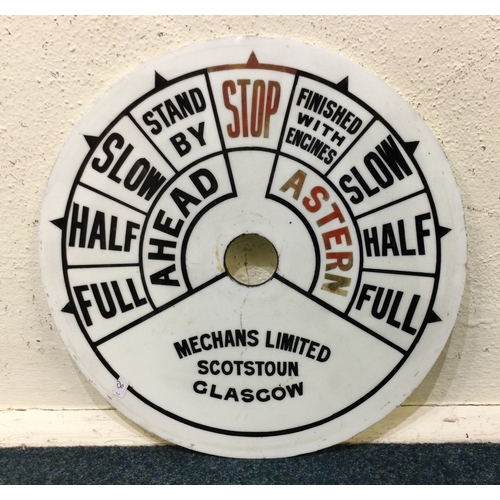 STOP
STAND
BY
FINISHED
WITH
ENGINES
SLOW
SLOW
HALF
HALF
FULL
FULL
AHEAD
ASTERN
MECHANS LIMITED
SCOTSTOUN
GLASGOW